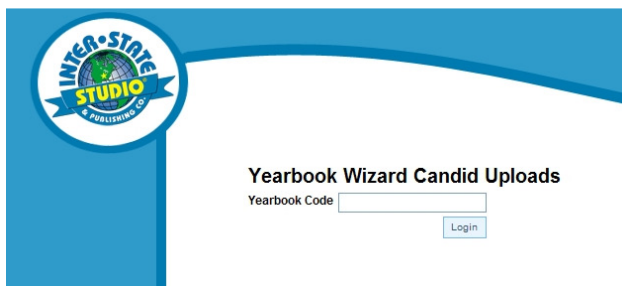 INTER•STATE
STUDIO
& PUBLISHING CO.
Yearbook Wizard Candid Uploads
Yearbook Code
Login